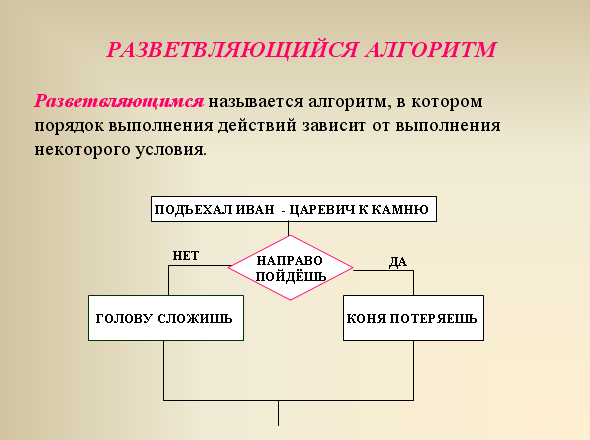 РАЗВЕТВЛЯЮЩИЙСЯ АЛГОРИТМ
Разветвляющимся называется алгоритм, в котором
порядок выполнения действий зависит от выполнения
некоторого условия.
ПОДЪЕХАЛ ИВАН - ЦАРЕВИЧ К КАМНЮ
НЕТ
НАПРАВО
ПОЙДЁШЬ
ДА
ГОЛОВУ СЛОЖИШЬ
КОНЯ ПОТЕРЯЕШЬ